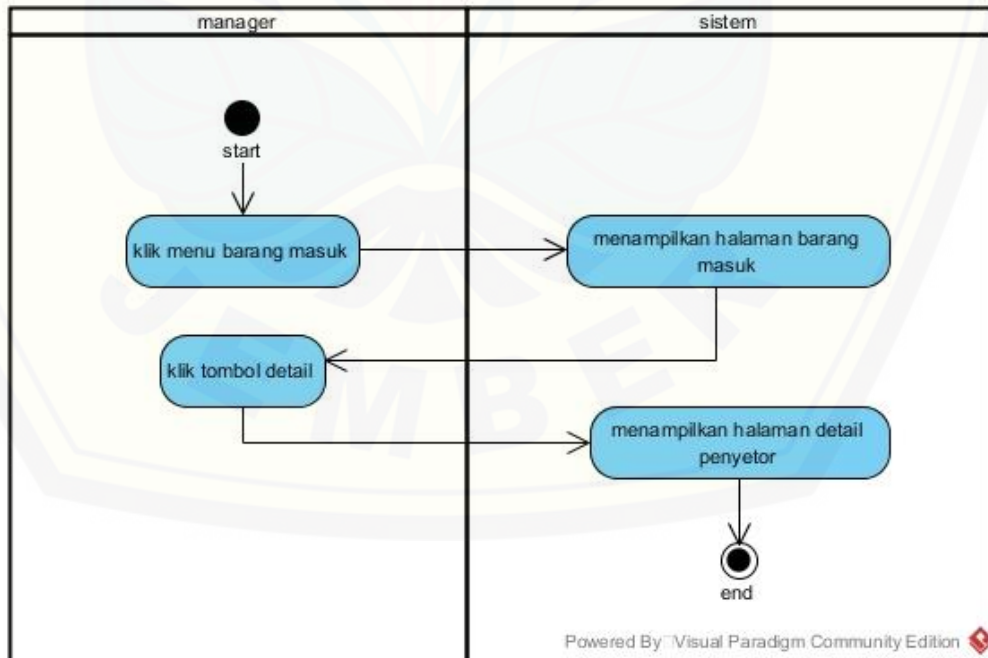 manager
sistem
start
klik menu barang masuk
menampilkan halaman barang
masuk
klik tombol detail
menampilkan halaman detail
penyetor
end
Powered By Visual Paradigm Community Edition
JEMBER